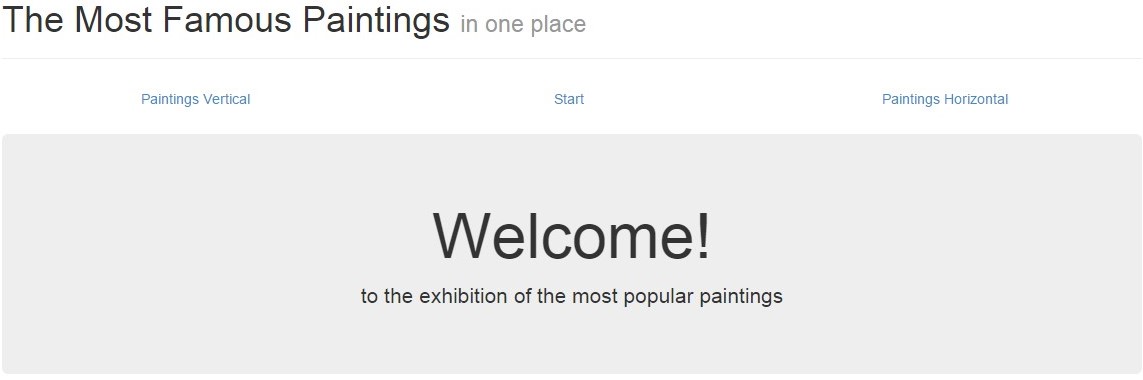 The Most Famous Paintings in one place
Paintings Vertical Start Paintings Horizontal
Welcome!
to the exhibition of the most popular paintings